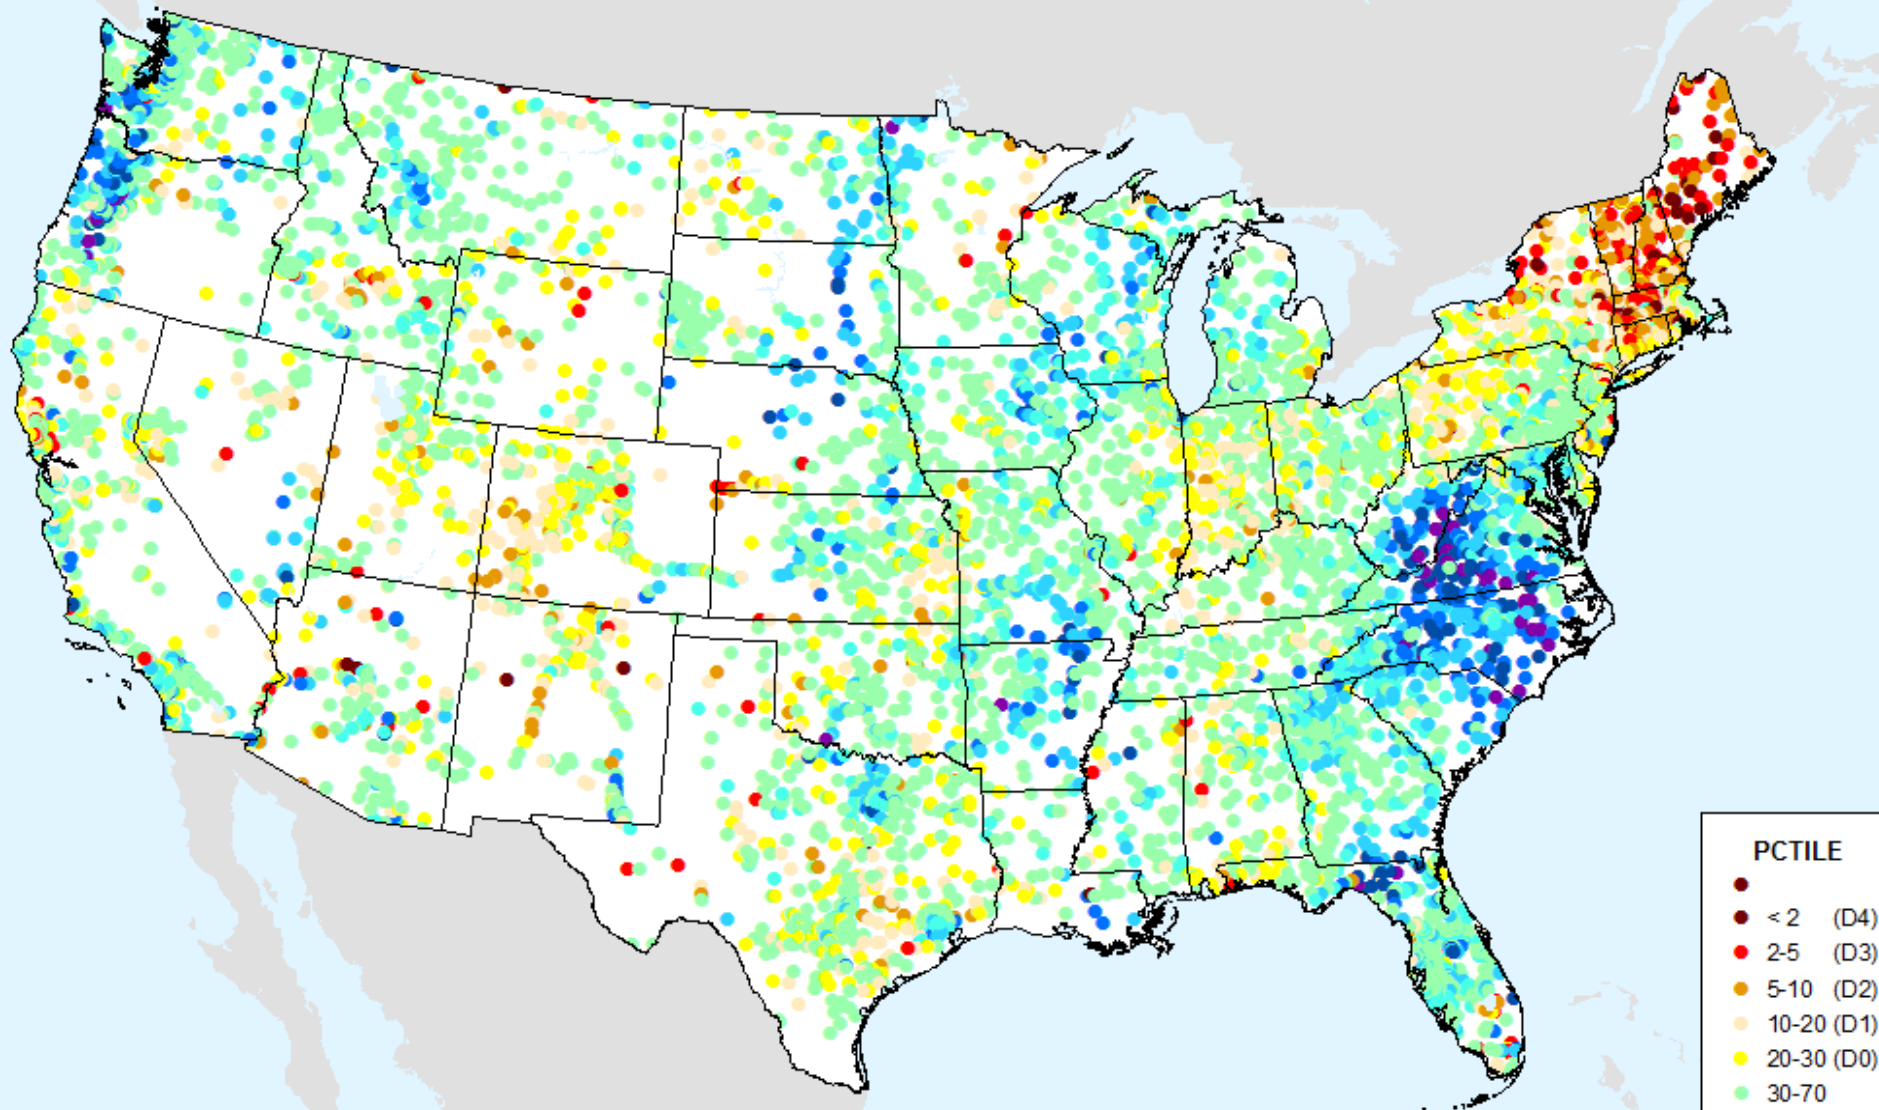 PCTILE
< 2 (D4)
2-5 (D3)
5-10 (D2)
10-20 (D1)
20-30 (D0)
30-70